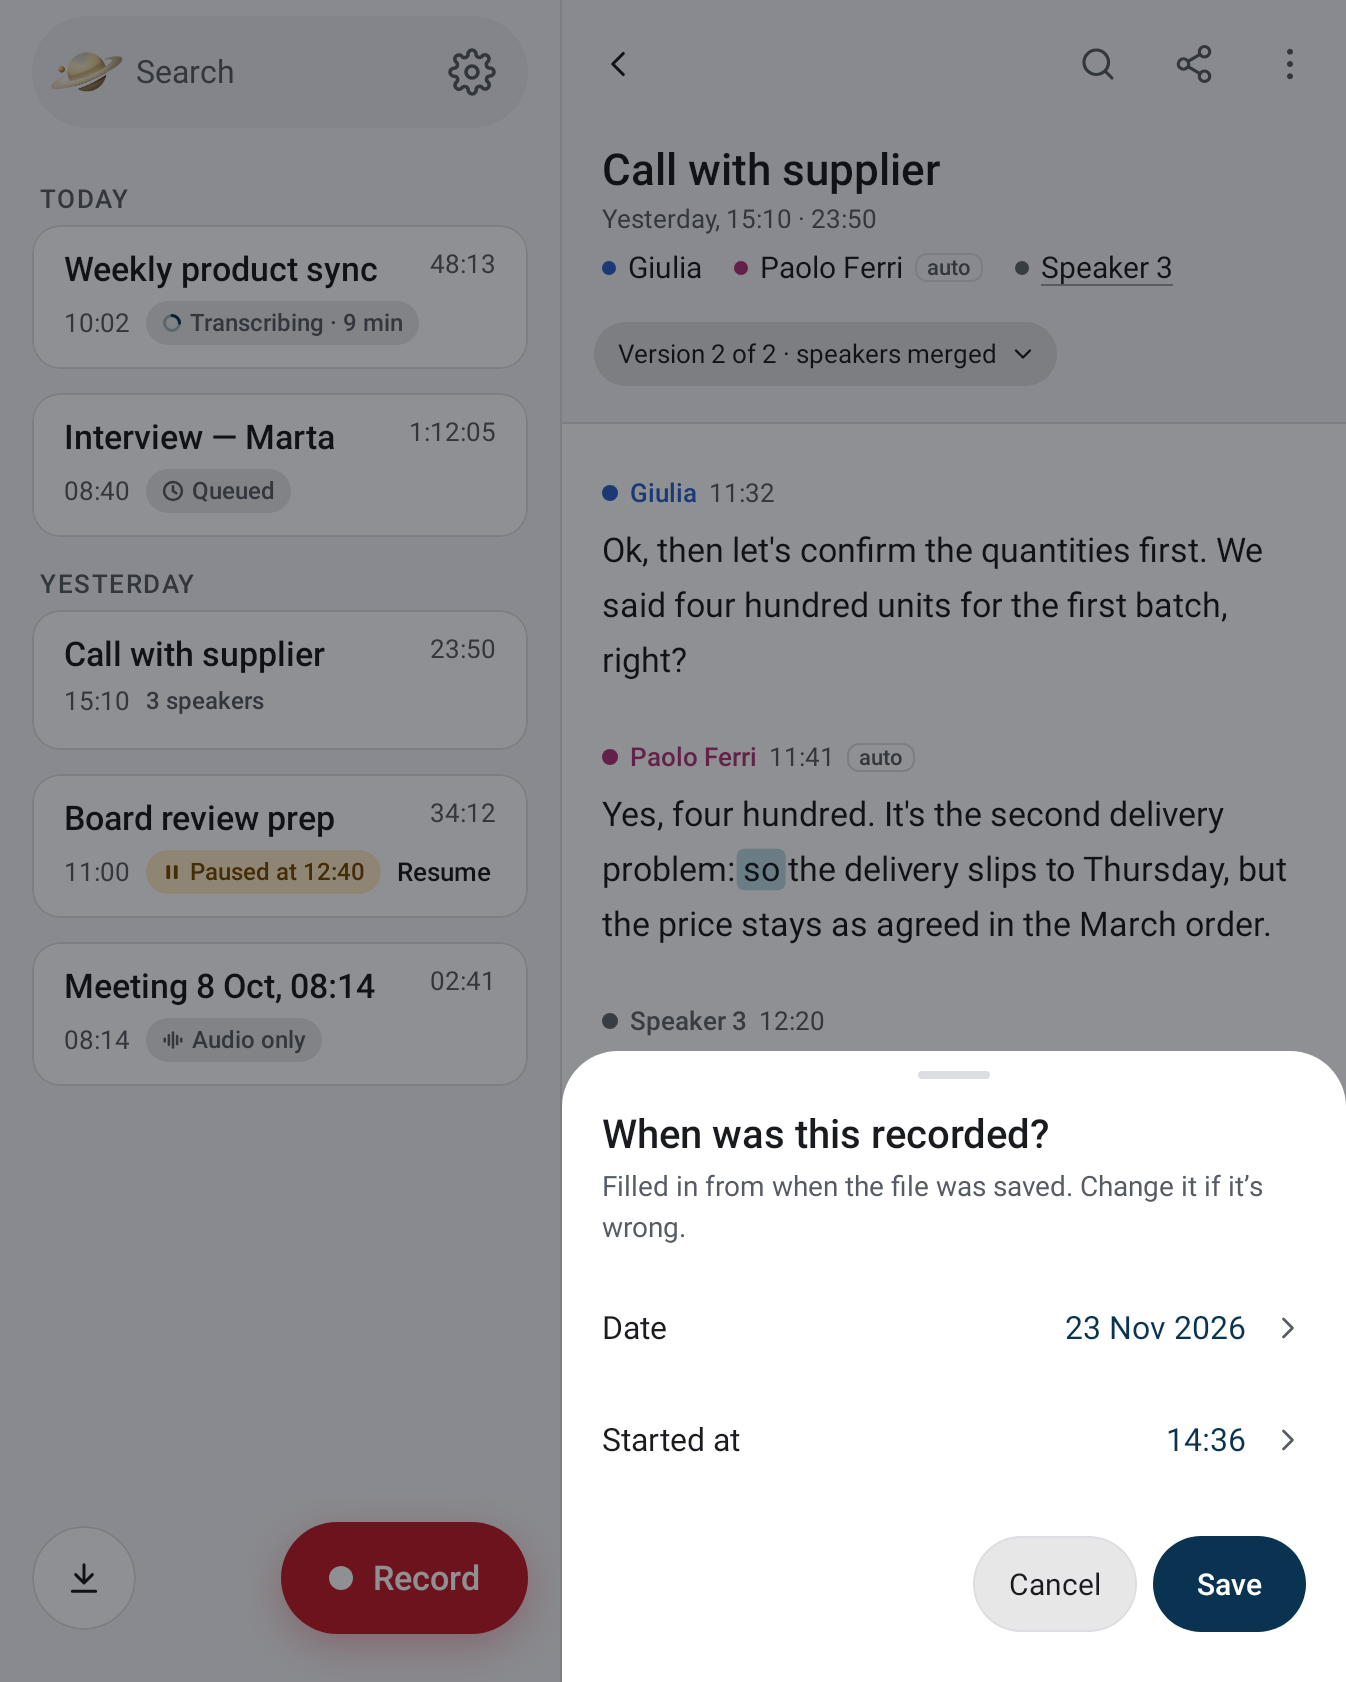 Search
TODAY
Weekly product sync 48:13
10:02 Transcribing · 9 min
Interview — Marta 1:12:05
08:40 Queued
YESTERDAY
Call with supplier 23:50
15:10 3 speakers
Board review prep 34:12
11:00 Paused at 12:40 Resume
Meeting 8 Oct, 08:14 02:41
08:14 Audio only
Record
Call with supplier
Yesterday, 15:10 · 23:50
Giulia Paolo Ferri auto Speaker 3
Version 2 of 2 · speakers merged
Giulia 11:32
Ok, then let's confirm the quantities first. We
said four hundred units for the first batch,
right?
Paolo Ferri 11:41 auto
Yes, four hundred. It's the second delivery
problem: so the delivery slips to Thursday, but
the price stays as agreed in the March order.
Speaker 3 12:20
When was this recorded?
Filled in from when the file was saved. Change it if it’s
wrong.
Date 23 Nov 2026
Started at 14:36
Cancel Save